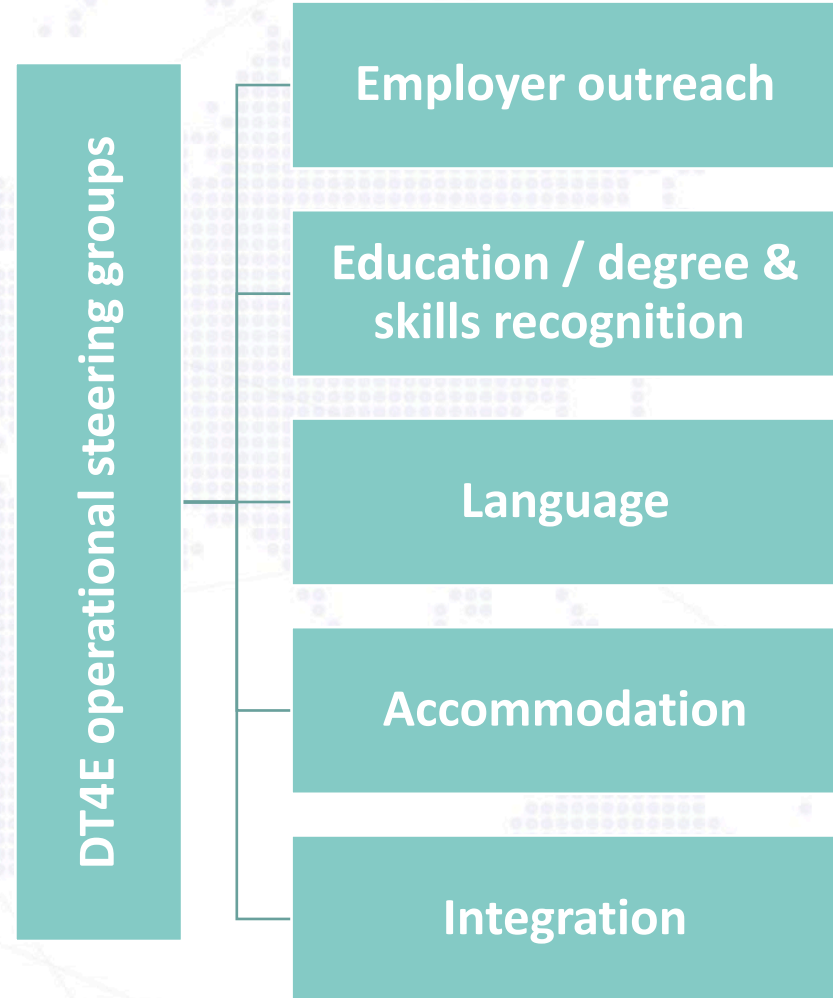 DT4E operational steering groups
Employer outreach
Education / degree &
skills recognition
Language
Accommodation
Integration